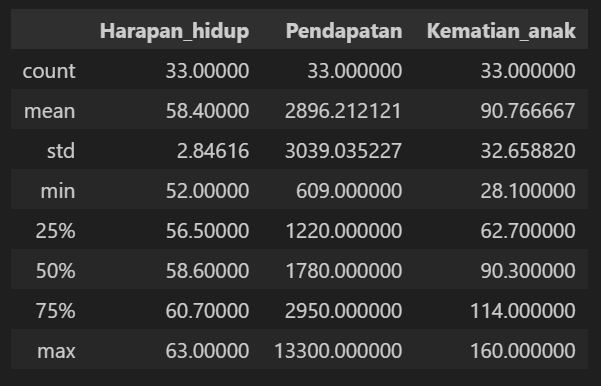 Harapan_hidup Pendapatan Kematian_anak
count 33.00000 33.000000 33.000000
mean 58.40000 2896.212121 90.766667
std 2.84616 3039.035227 32.658820
min 52.00000 609.000000 28.100000
25% 56.50000 1220.000000 62.700000
50% 58.60000 1780.000000 90.300000
75% 60.70000 2950.000000 114.000000
max 63.00000 13300.000000 160.000000